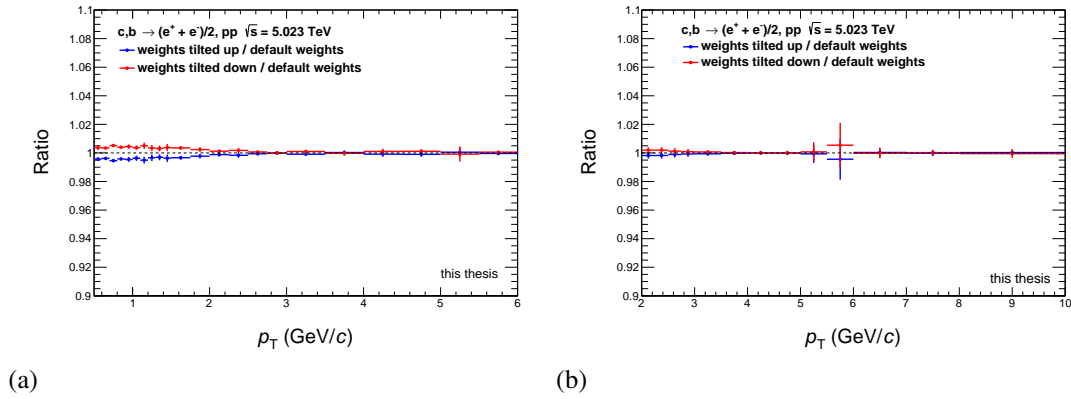 c,b → (e⁺ + e⁻)/2, pp √s = 5.023 TeV
weights tilted up / default weights
weights tilted down / default weights
Ratio
1.1
1.08
1.06
1.04
1.02
1
0.98
0.96
0.94
0.92
0.9
this thesis
1 2 3 4 5 6
p_T (GeV/c)
(a)
c,b → (e⁺ + e⁻)/2, pp √s = 5.023 TeV
weights tilted up / default weights
weights tilted down / default weights
Ratio
1.1
1.08
1.06
1.04
1.02
1
0.98
0.96
0.94
0.92
0.9
this thesis
2 3 4 5 6 7 8 9 10
p_T (GeV/c)
(b)